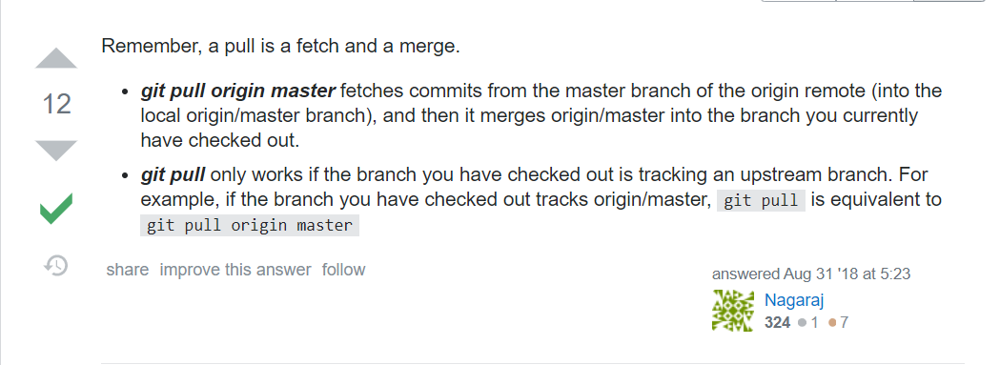 Remember, a pull is a fetch and a merge.
12
• git pull origin master fetches commits from the master branch of the origin remote (into the
local origin/master branch), and then it merges origin/master into the branch you currently
have checked out.
• git pull only works if the branch you have checked out is tracking an upstream branch. For
example, if the branch you have checked out tracks origin/master, git pull is equivalent to
git pull origin master
share improve this answer follow
answered Aug 31 '18 at 5:23
Nagaraj
324 ●1 ●7